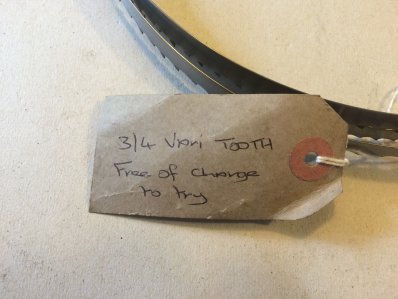 3/4 Vari TOOTH
Free of charge
to try